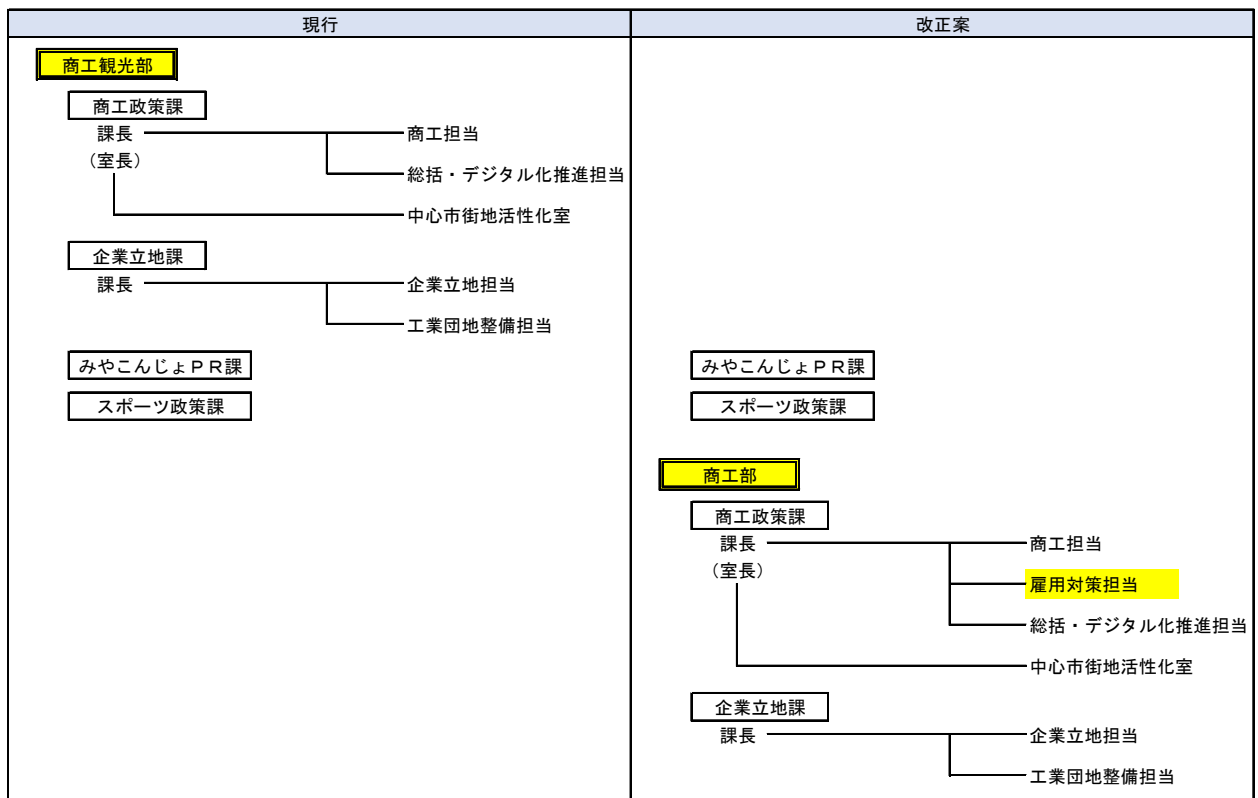 現行
商工観光部
商工政策課
課長
商工担当
(室長)
総括・デジタル化推進担当
中心市街地活性化室
企業立地課
課長
企業立地担当
工業団地整備担当
みやこんじょPR課
スポーツ政策課
改正案
みやこんじょPR課
スポーツ政策課
商工部
商工政策課
課長
商工担当
(室長)
雇用対策担当
総括・デジタル化推進担当
中心市街地活性化室
企業立地課
課長
企業立地担当
工業団地整備担当